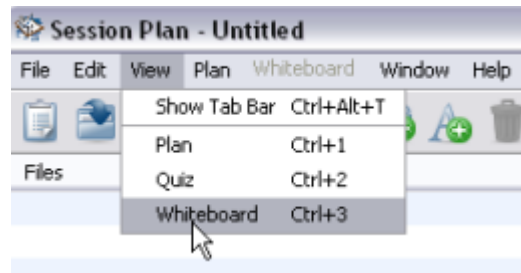 Session Plan - Untitled
File Edit View Plan Whiteboard Window Help
Show Tab Bar Ctrl+Alt+T
Plan Ctrl+1
Files
Quiz Ctrl+2
Whiteboard Ctrl+3